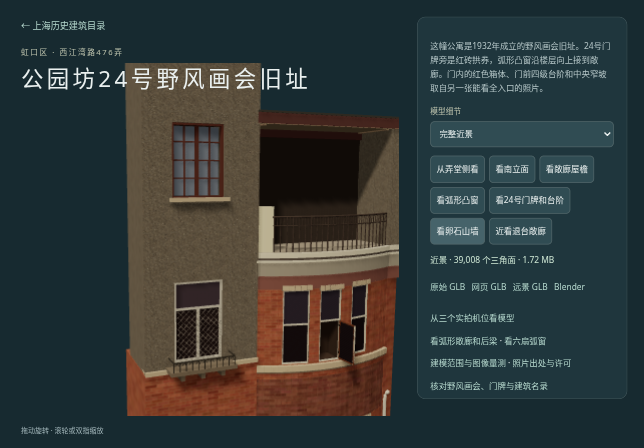 ← 上海历史建筑目录
虹口区 · 西江湾路476弄
公园坊24号野风画会旧址
拖动旋转 · 滚轮或双指缩放
这幢公寓是1932年成立的野风画会旧址。24号门
牌旁是红砖拱券，弧形凸窗沿楼层向上接到敞
廊。门内的红色箱体、门前四级台阶和中央窄坡
取自另一张能看全入口的照片。
模型细节
完整近景
从弄堂侧看 看南立面 看敞廊屋檐
看弧形凸窗 看24号门牌和台阶
看卵石山墙 近看退台敞廊
近景 · 39,008 个三角面 · 1.72 MB
原始 GLB 网页 GLB 远景 GLB Blender
从三个实拍机位看模型
看弧形敞廊和后梁 · 看六扇弧窗
建模范围与图像量测 · 照片出处与许可
核对野风画会、门牌与建筑名录